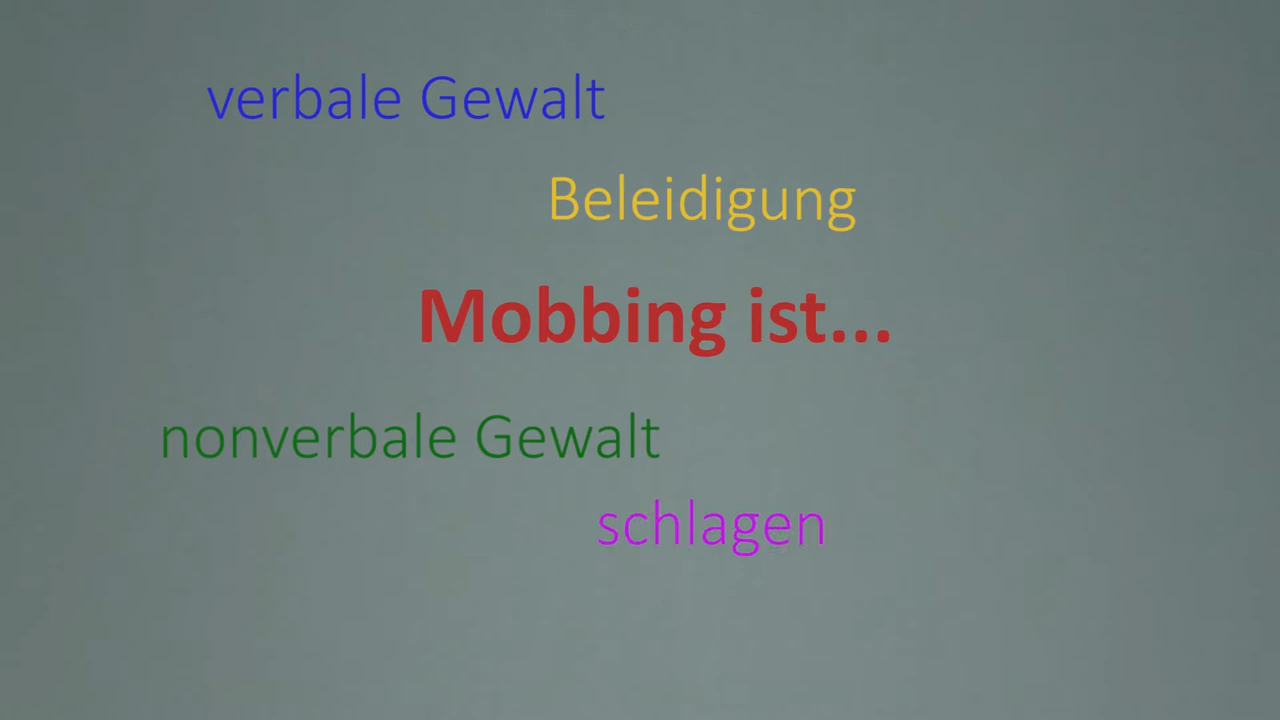 verbale Gewalt
Beleidigung
Mobbing ist...
nonverbale Gewalt
schlagen